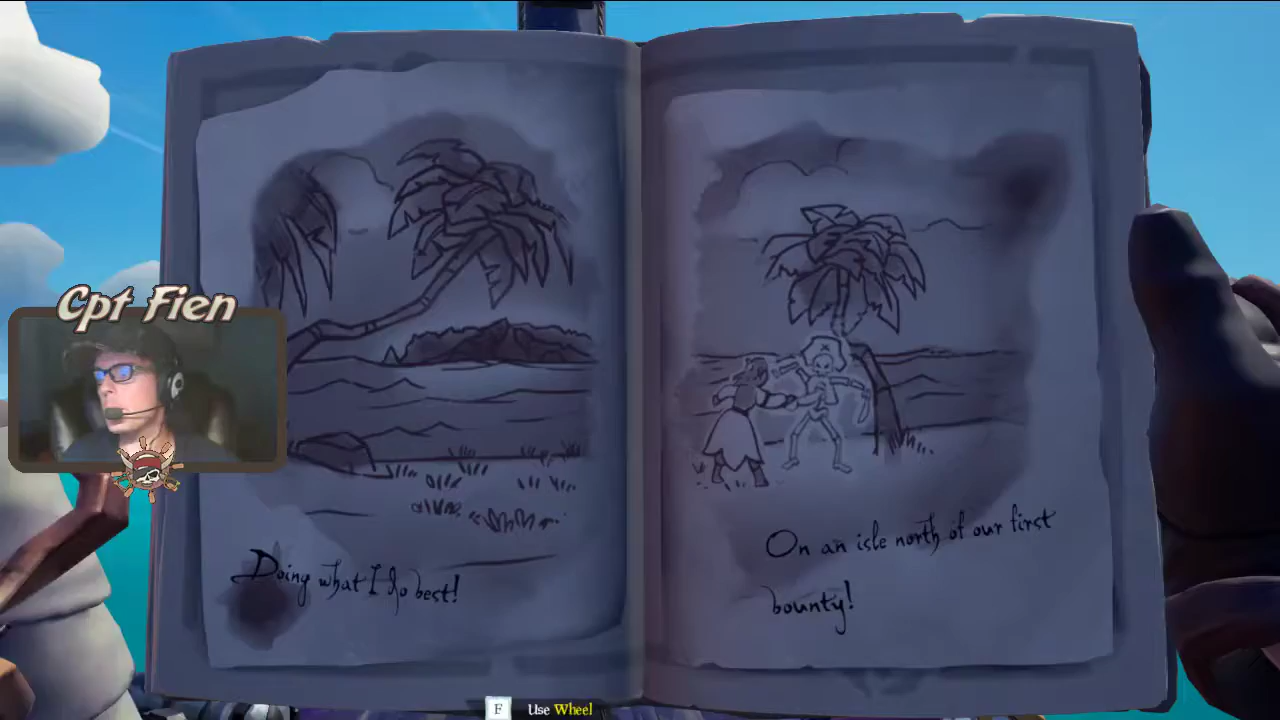 Cpt Fien
Doing what I do best!
On an isle north of our first
bounty!
F Use Wheel